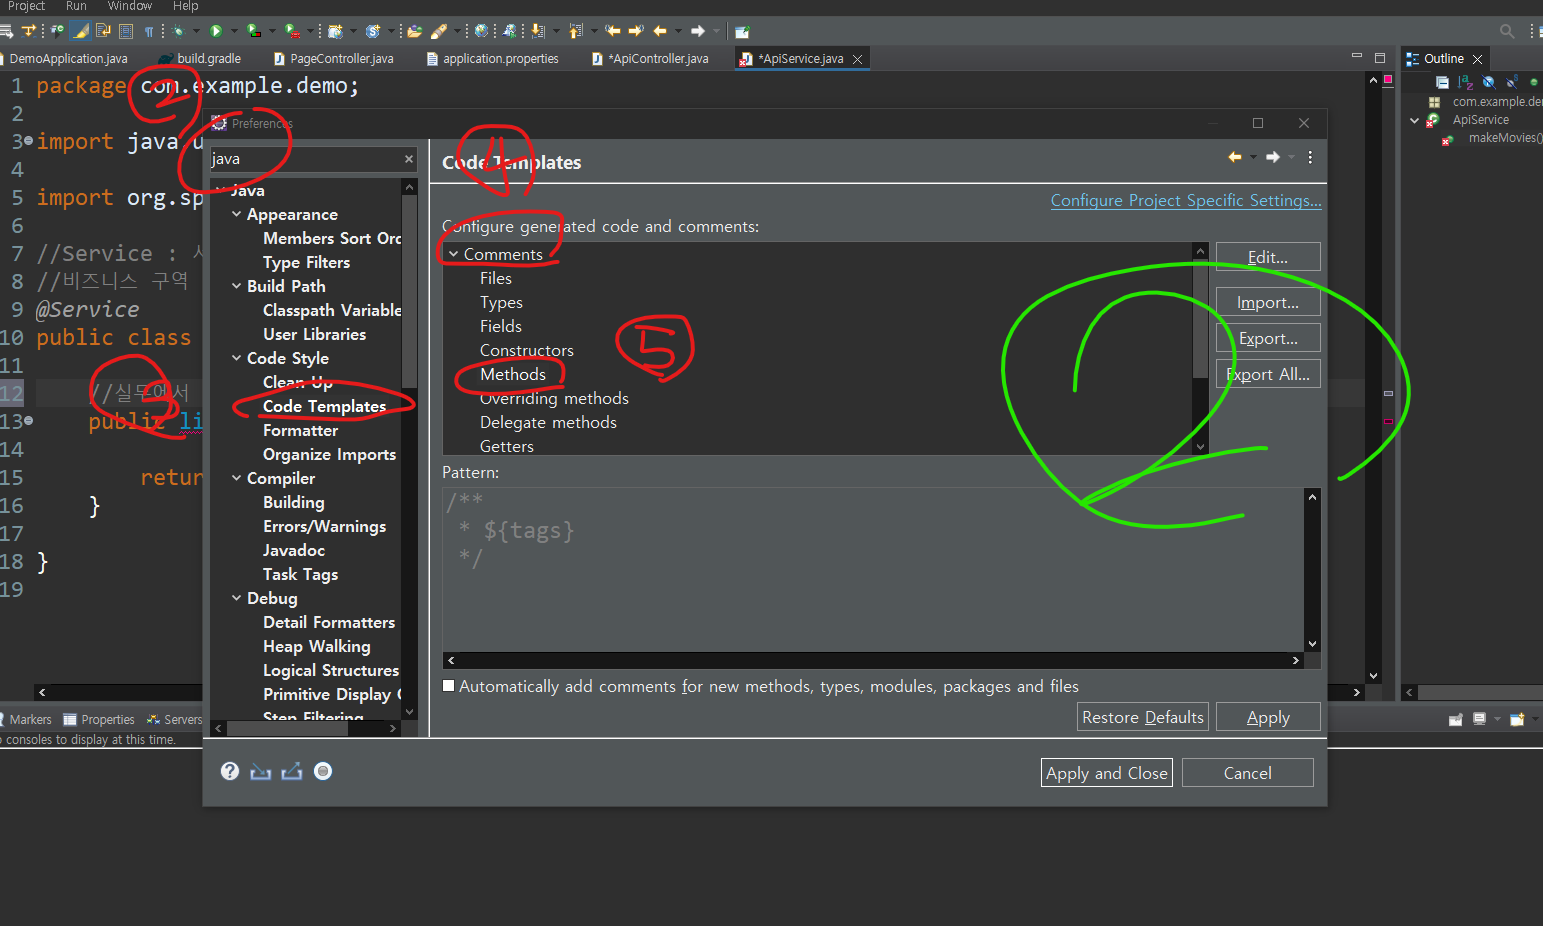 Project Run Window Help
DemoApplication.java build.gradle PageController.java application.properties *ApiController.java *ApiService.java Outline
1 package com.example.demo;
2
3 import java.u
4
5 import org.sp
6
7 //Service :
8 //비즈니스 구역
9 @Service
10 public class
11
12 //실무에서
13 public li
14
15 retur
16 }
17
18 }
19
2
3
4
5
2
Preferences
java
Java
Appearance
Members Sort Orc
Type Filters
Build Path
Classpath Variable
User Libraries
Code Style
Clean Up
Code Templates
Formatter
Organize Imports
Compiler
Building
Errors/Warnings
Javadoc
Task Tags
Debug
Detail Formatters
Heap Walking
Logical Structures
Primitive Display
Step Filtering
Code Templates
Configure Project Specific Settings...
Configure generated code and comments:
Comments
Files
Types
Fields
Constructors
Methods
Overriding methods
Delegate methods
Getters
Edit...
Import...
Export...
Export All...
Pattern:
/**
* ${tags}
*/
Automatically add comments for new methods, types, modules, packages and files
Restore Defaults Apply
Apply and Close Cancel
com.example.de
ApiService
makeMovies()
Markers Properties Servers
consoles to display at this time.